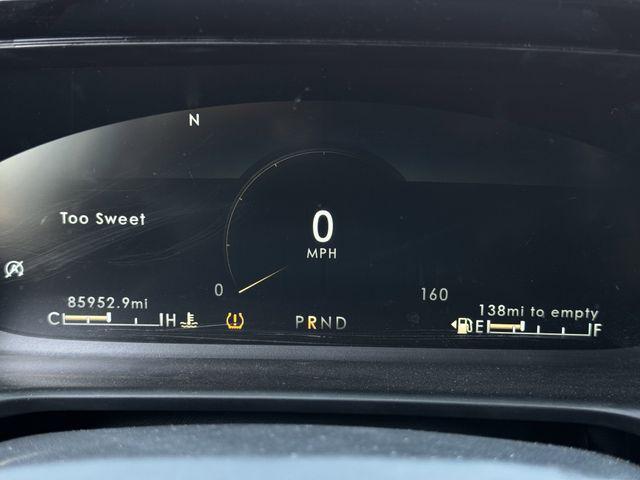 N
Too Sweet
0
MPH
0
160
85952.9mi
138mi to empty
C H
PRND
E F